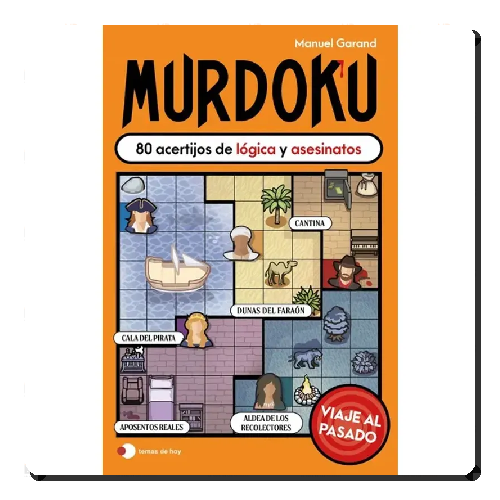 Manuel Garand
MURDOKU
80 acertijos de lógica y asesinatos
CANTINA
DUNAS DEL FARAÓN
CALA DEL PIRATA
APOSENTOS REALES
ALDEA DE LOS
RECOLECTORES
VIAJE AL
PASADO
temas de hoy